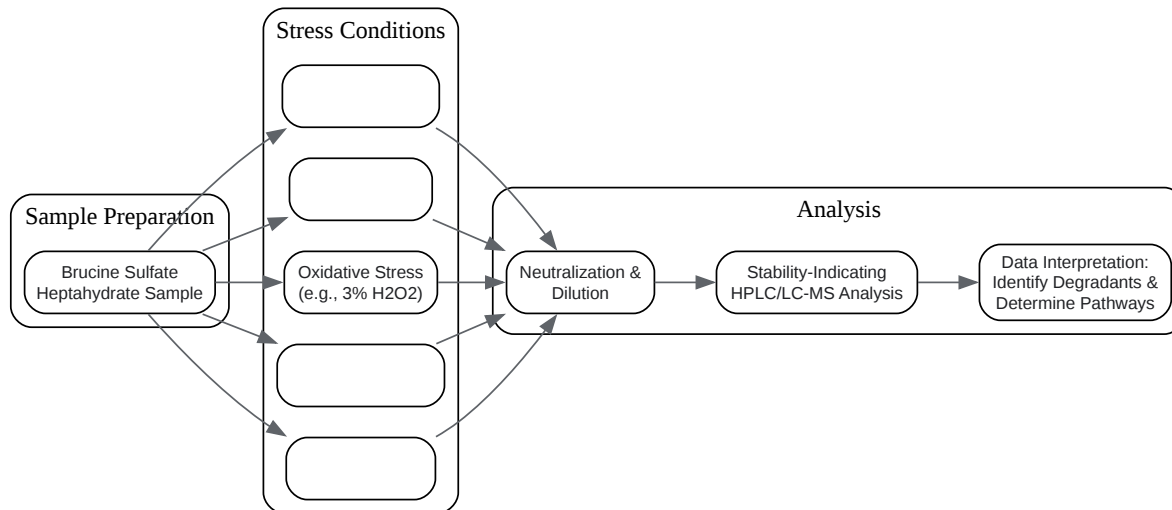 Stress Conditions
Sample Preparation
Brucine Sulfate
Heptahydrate Sample
Oxidative Stress
(e.g., 3% H2O2)
Analysis
Neutralization &
Dilution
Stability-Indicating
HPLC/LC-MS Analysis
Data Interpretation:
Identify Degradants &
Determine Pathways